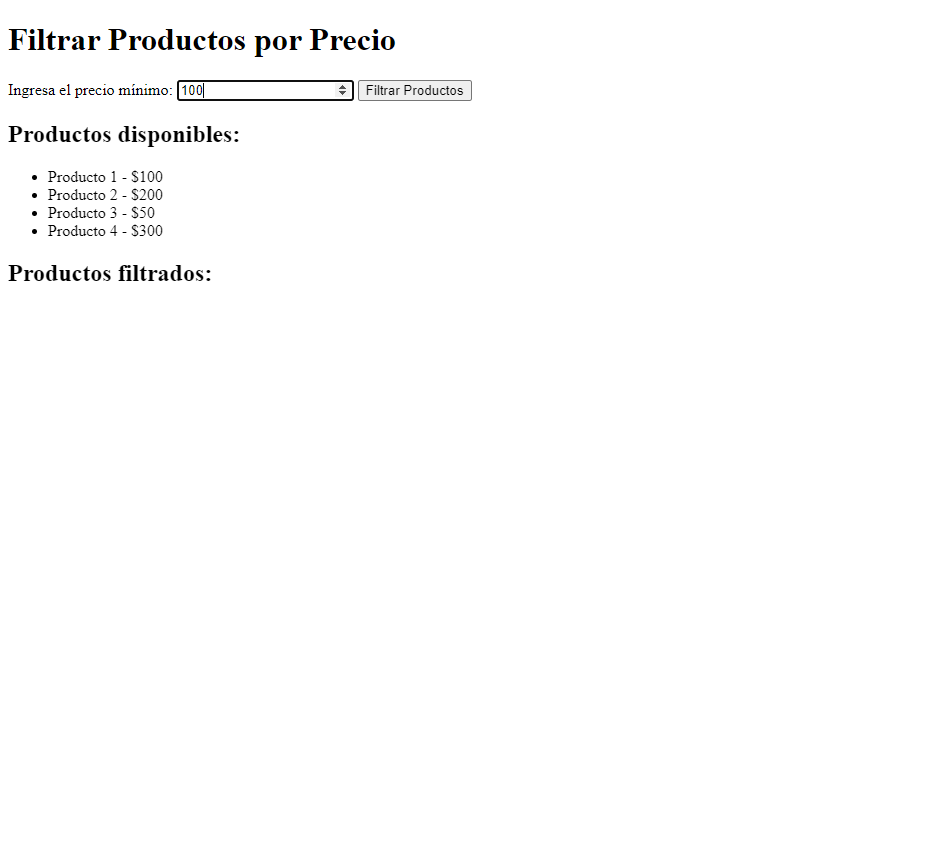 Filtrar Productos por Precio
Ingresa el precio mínimo: 100 Filtrar Productos
Productos disponibles:
Producto 1 - $100
Producto 2 - $200
Producto 3 - $50
Producto 4 - $300
Productos filtrados: